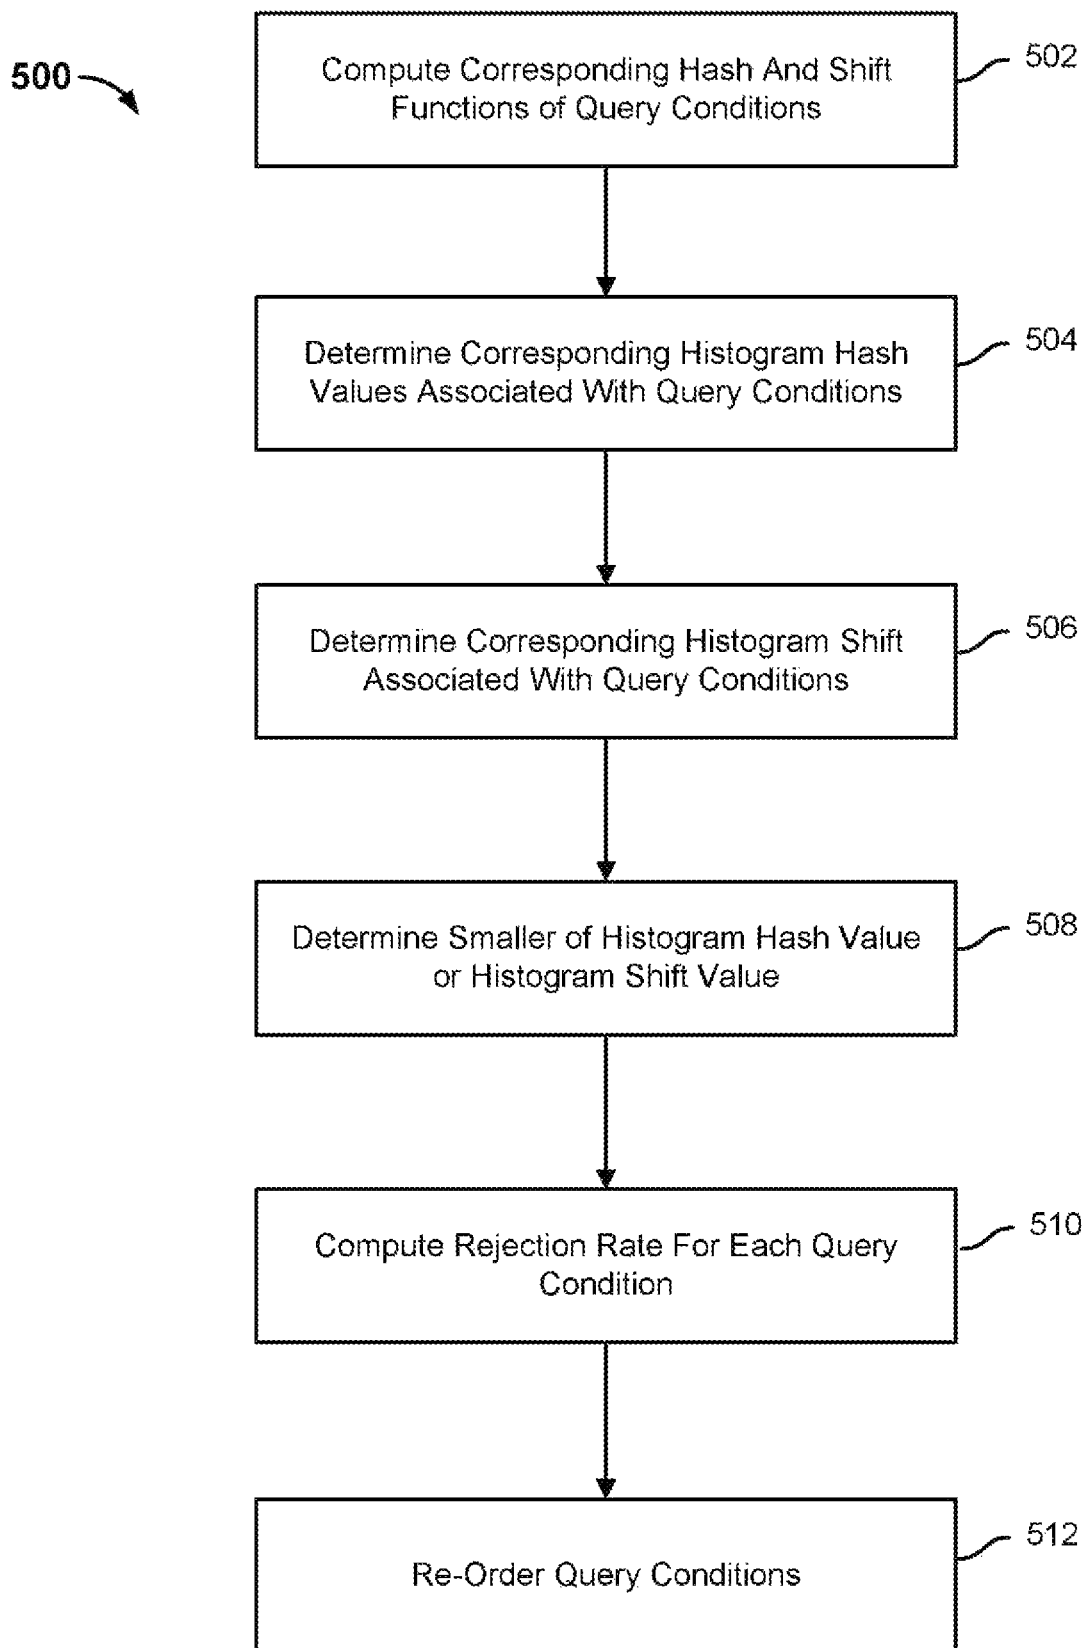 500
Compute Corresponding Hash And Shift
Functions of Query Conditions
502
Determine Corresponding Histogram Hash
Values Associated With Query Conditions
504
Determine Corresponding Histogram Shift
Associated With Query Conditions
506
Determine Smaller of Histogram Hash Value
or Histogram Shift Value
508
Compute Rejection Rate For Each Query
Condition
510
Re-Order Query Conditions
512